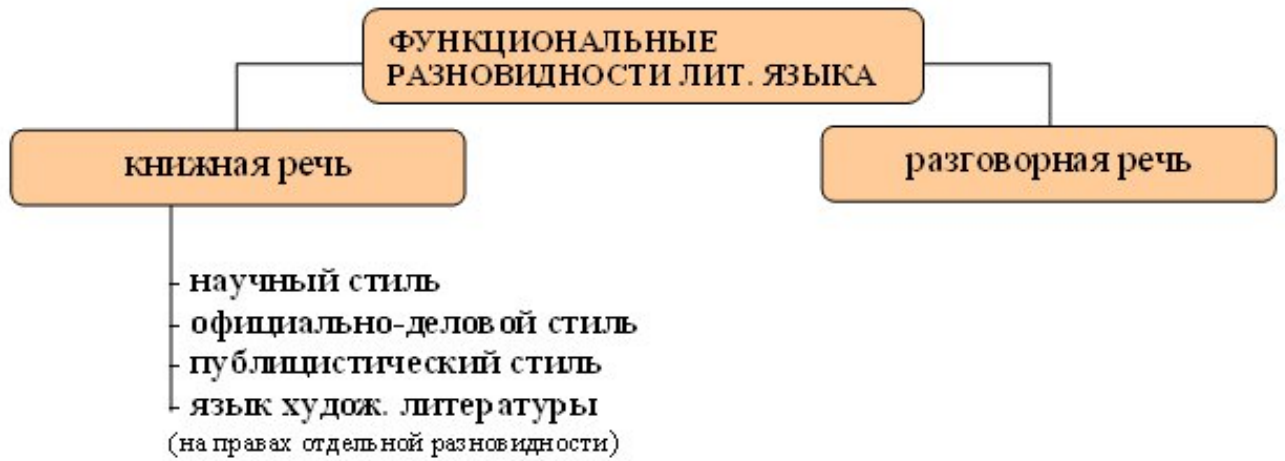 ФУНКЦИОНАЛЬНЫЕ
РАЗНОВИДНОСТИ ЛИТ. ЯЗЫКА
книжная речь
разговорная речь
- научный стиль
- официально-деловой стиль
- публицистический стиль
- язык худож. литературы
(на правах отдельной разновидности)